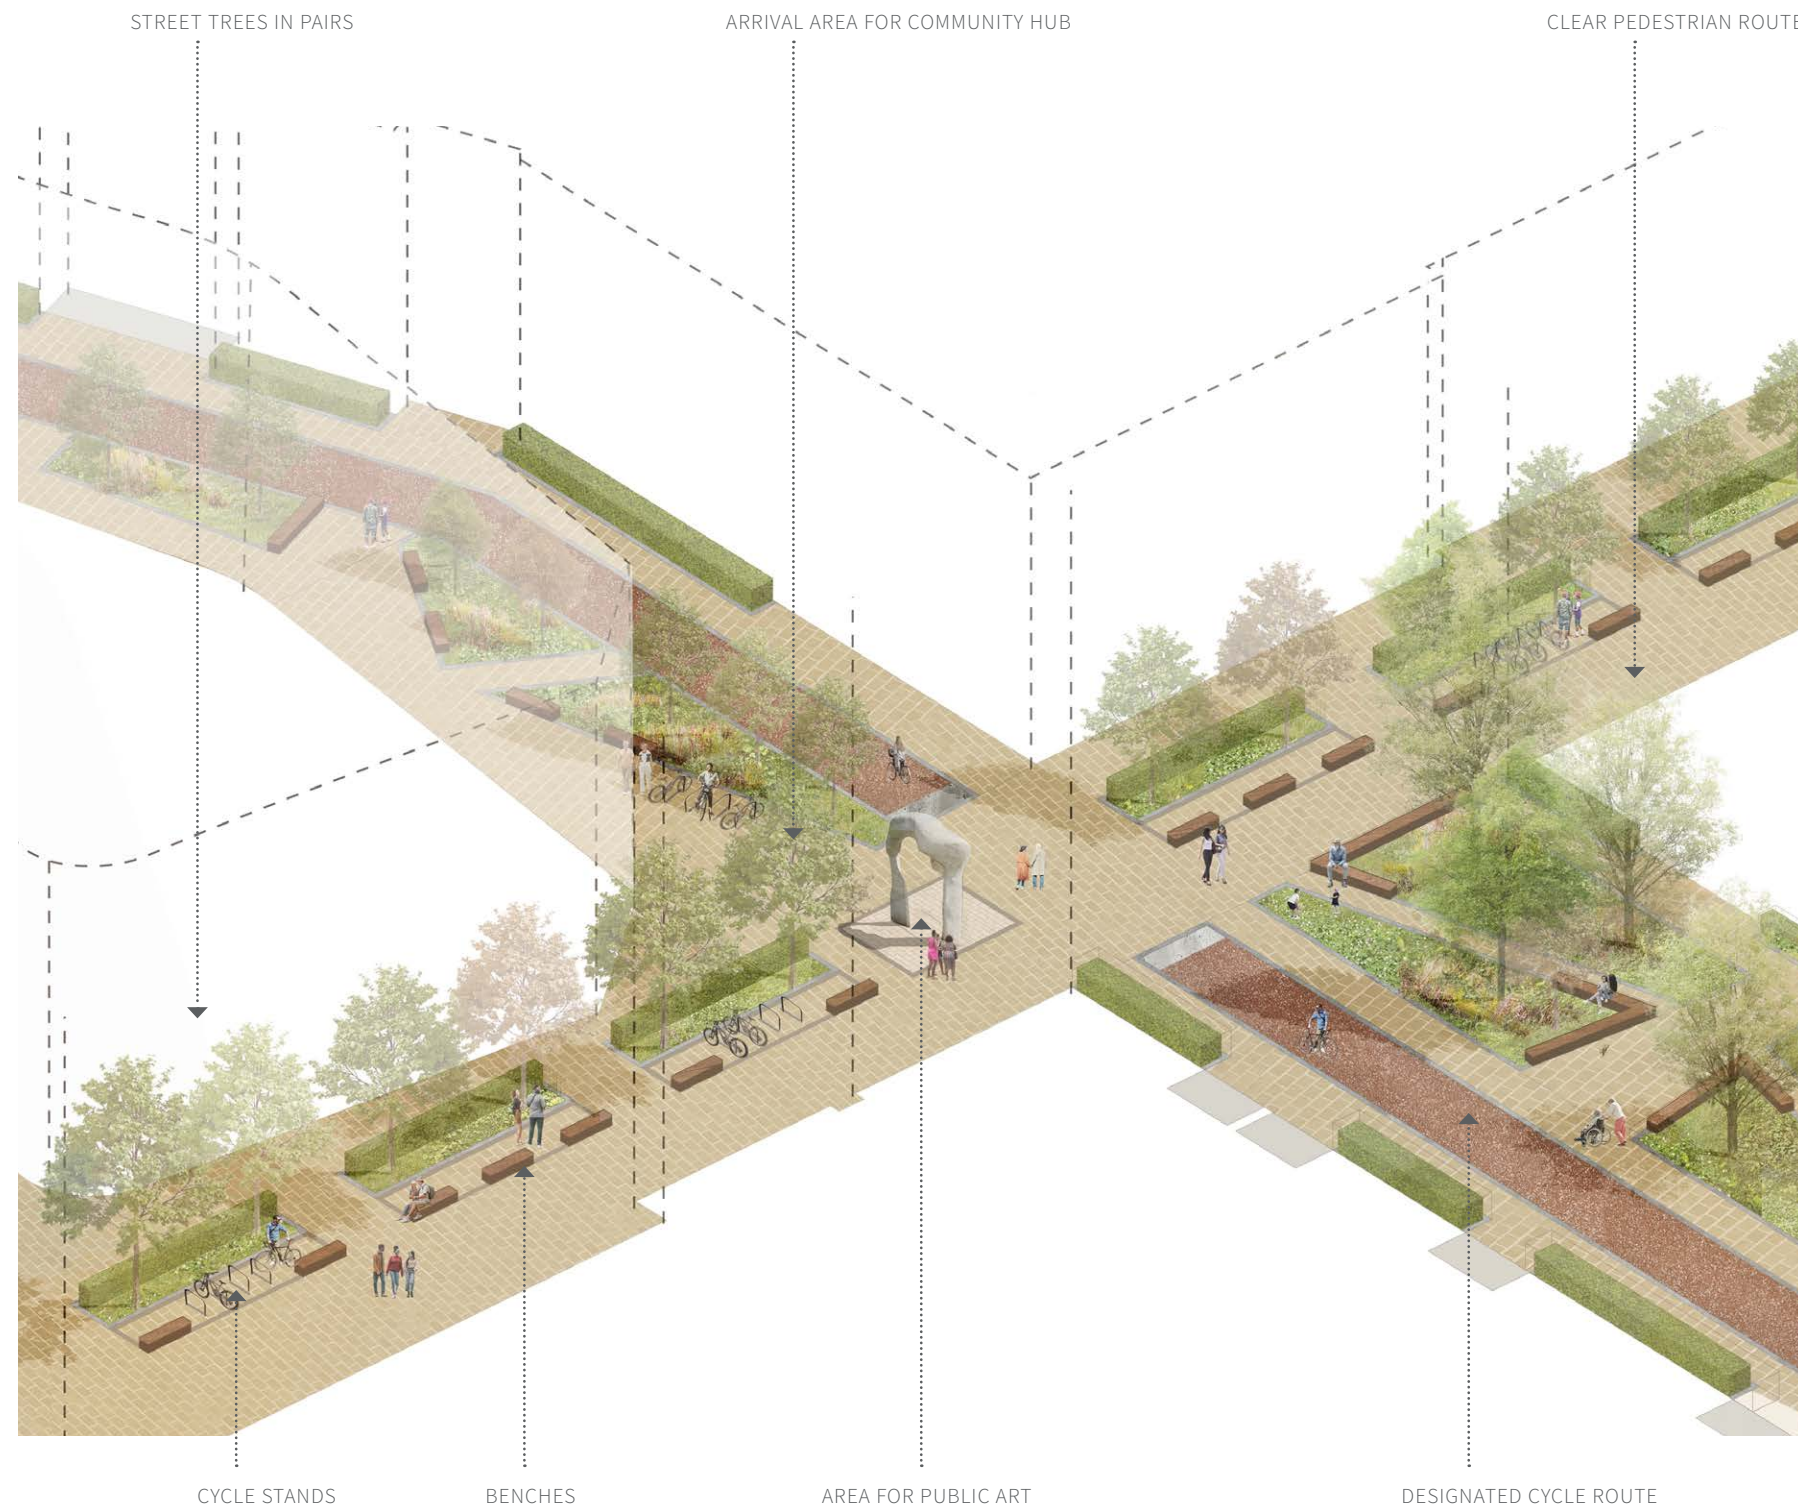 STREET TREES IN PAIRS
ARRIVAL AREA FOR COMMUNITY HUB
CLEAR PEDESTRIAN ROUTE
CYCLE STANDS
BENCHES
AREA FOR PUBLIC ART
DESIGNATED CYCLE ROUTE